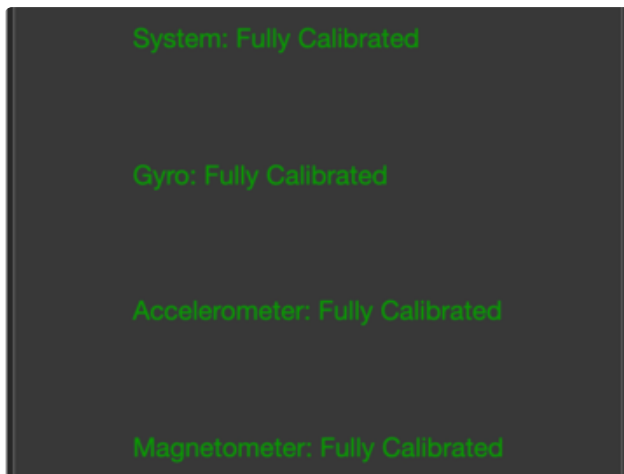 System: Fully Calibrated
Gyro: Fully Calibrated
Accelerometer: Fully Calibrated
Magnetometer: Fully Calibrated